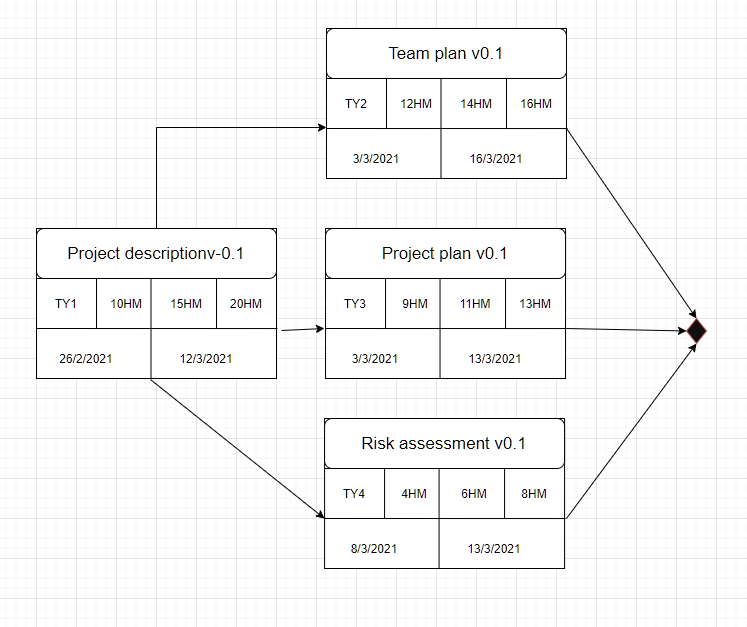 Team plan v0.1
TY2 12HM 14HM 16HM
3/3/2021 16/3/2021
Project descriptionv-0.1
TY1 10HM 15HM 20HM
26/2/2021 12/3/2021
Project plan v0.1
TY3 9HM 11HM 13HM
3/3/2021 13/3/2021
Risk assessment v0.1
TY4 4HM 6HM 8HM
8/3/2021 13/3/2021